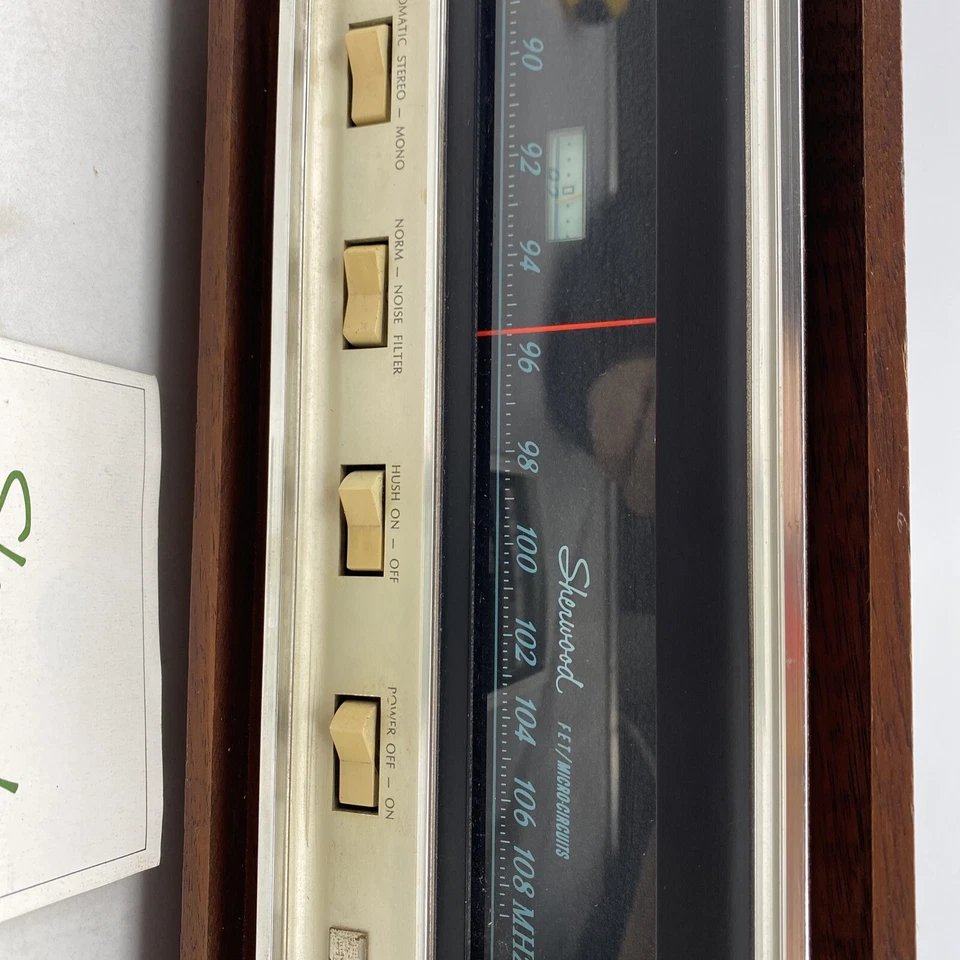 90 92 94 96 98 100 102 104 106 108 MHz
Sherwood FET/MICRO-CIRCUITS
STEREO – MONO
NORM – NOISE FILTER
HUSH ON – OFF
POWER OFF – ON